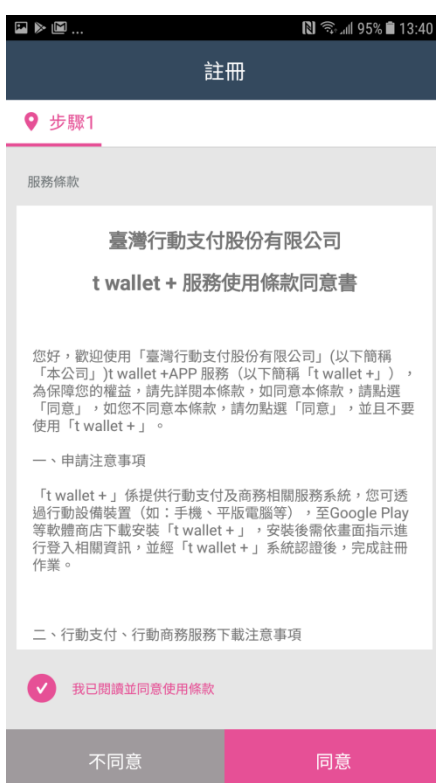 ... 95% 13:40
註冊
步驟1
服務條款
臺灣行動支付股份有限公司
t wallet + 服務使用條款同意書
您好，歡迎使用「臺灣行動支付股份有限公司」(以下簡稱
「本公司」)t wallet +APP 服務（以下簡稱「t wallet +」），
為保障您的權益，請先詳閱本條款，如同意本條款，請點選
「同意」，如您不同意本條款，請勿點選「同意」，並且不要
使用「t wallet + 」。
一、申請注意事項
「t wallet + 」係提供行動支付及商務相關服務系統，您可透
過行動設備裝置（如：手機、平版電腦等），至Google Play
等軟體商店下載安裝「t wallet + 」，安裝後需依畫面指示進
行登入相關資訊，並經「t wallet + 」系統認證後，完成註冊
作業。
二、行動支付、行動商務服務下載注意事項
我已閱讀並同意使用條款
不同意
同意